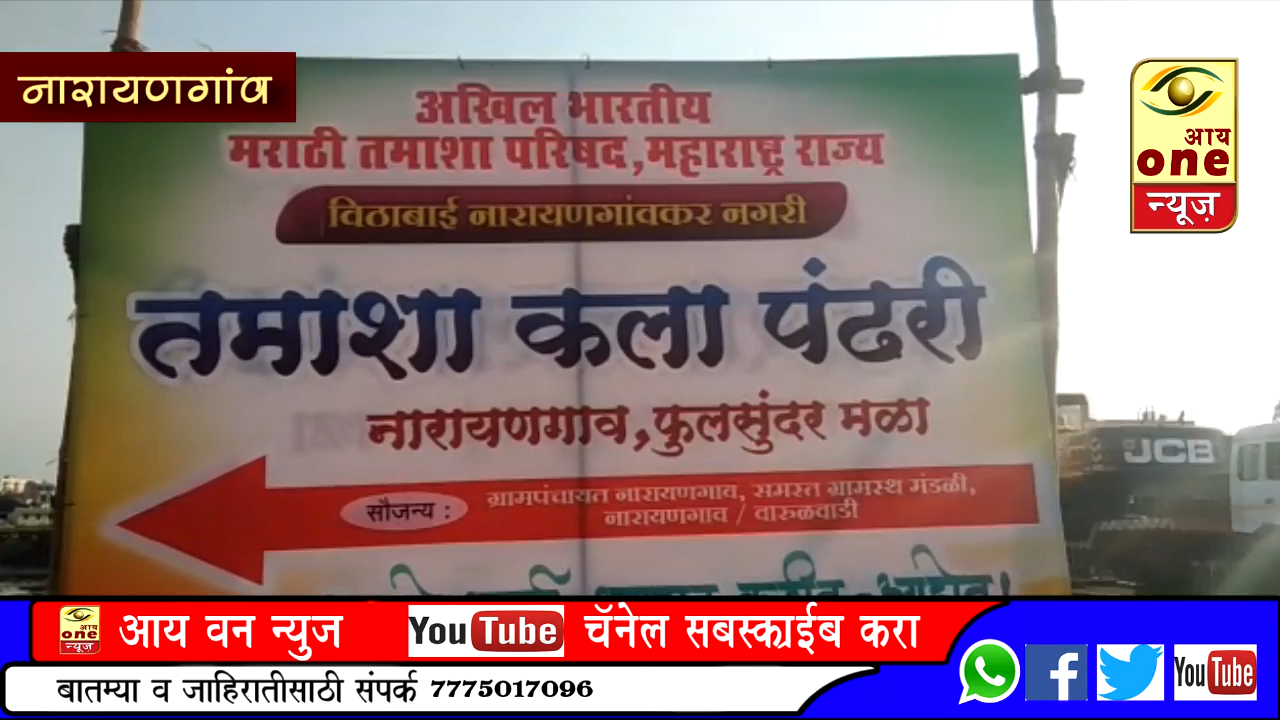 नारायणगांव
आय
one
न्यूज़
अखिल भारतीय
मराठी तमाशा परिषद,महाराष्ट्र राज्य
विठाबाई नारायणगांवकर नगरी
तमाशा कला पंढरी
नारायणगाव,फुलसुंदर मळा
सौजन्य :
ग्रामपंचायत नारायणगाव, समस्त ग्रामस्थ मंडळी,
नारायणगाव / वारुळवाडी
JCB
आय
one
न्यूज़
आय वन न्युज YouTube चॅनेल सबस्क्राईब करा
बातम्या व जाहिरातीसाठी संपर्क 7775017096
YouTube